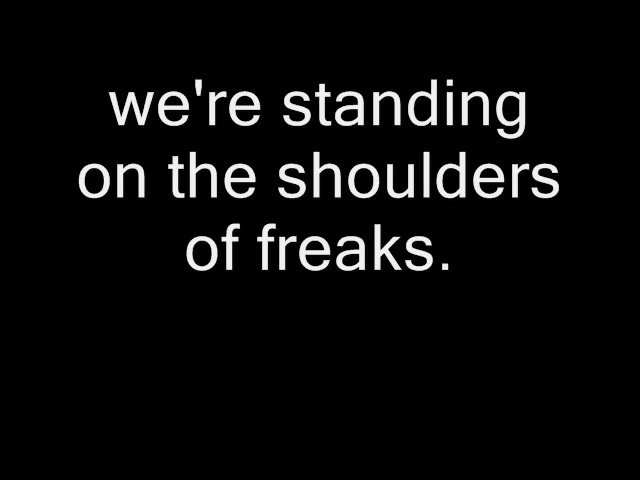 we're standing
on the shoulders
of freaks.